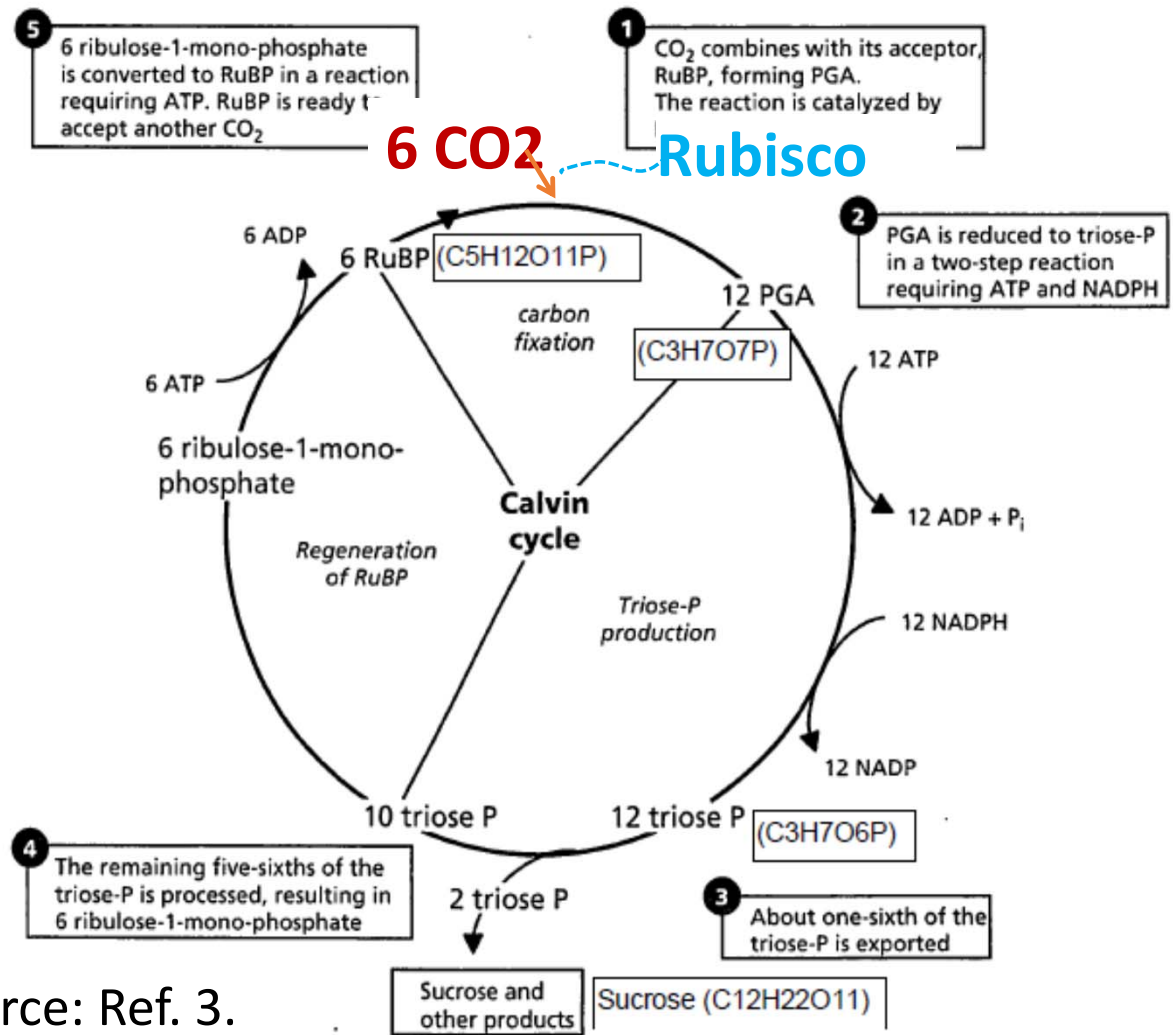 5
6 ribulose-1-mono-phosphate
is converted to RuBP in a reaction
requiring ATP. RuBP is ready
accept another CO₂
1
CO₂ combines with its acceptor,
RuBP, forming PGA.
The reaction is catalyzed by
6 CO2
Rubisco
2
PGA is reduced to triose-P
in a two-step reaction
requiring ATP and NADPH
6 ADP
6 RuBP (C5H12O11P)
12 PGA
(C3H7O7P)
carbon
fixation
12 ATP
6 ATP
6 ribulose-1-mono-
phosphate
Calvin
cycle
12 ADP + Pᵢ
Regeneration
of RuBP
Triose-P
production
12 NADPH
12 NADP
10 triose P
12 triose P (C3H7O6P)
4
The remaining five-sixths of the
triose-P is processed, resulting in
6 ribulose-1-mono-phosphate
2 triose P
3
About one-sixth of the
triose-P is exported
Sucrose and
other products
Sucrose (C12H22O11)
rce: Ref. 3.